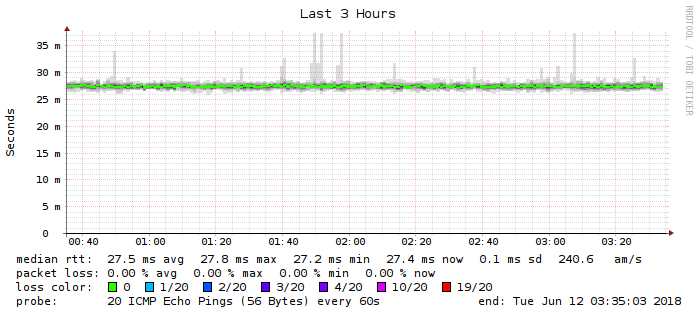 Last 3 Hours
RRDTOOL / TOBI OETIKER
Seconds
35 m
30 m
25 m
20 m
15 m
10 m
5 m
0
00:40 01:00 01:20 01:40 02:00 02:20 02:40 03:00 03:20
median rtt: 27.5 ms avg 27.8 ms max 27.2 ms min 27.4 ms now 0.1 ms sd 240.6 am/s
packet loss: 0.00 % avg 0.00 % max 0.00 % min 0.00 % now
loss color: 0 1/20 2/20 3/20 4/20 10/20 19/20
probe: 20 ICMP Echo Pings (56 Bytes) every 60s end: Tue Jun 12 03:35:03 2018